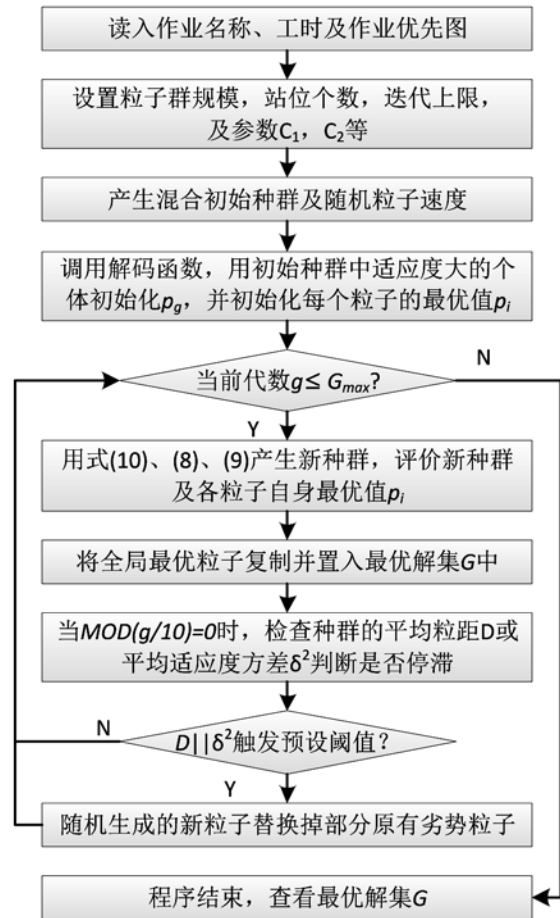 读入作业名称、工时及作业优先图
设置粒子群规模，站位个数，迭代上限，
及参数C₁，C₂等
产生混合初始种群及随机粒子速度
调用解码函数，用初始种群中适应度大的个
体初始化p_g，并初始化每个粒子的最优值p_i
当前代数g≤ G_max?
N
Y
用式(10)、(8)、(9)产生新种群，评价新种群
及各粒子自身最优值p_i
将全局最优粒子复制并置入最优解集G中
当MOD(g/10)=0时，检查种群的平均粒距D或
平均适应度方差δ²判断是否停滞
N
D||δ²触发预设阈值？
Y
随机生成的新粒子替换掉部分原有劣势粒子
程序结束，查看最优解集G